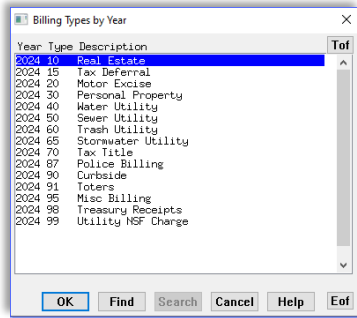 Billing Types by Year
Year Type Description Tof
2024 10 Real Estate
2024 15 Tax Deferral
2024 20 Motor Excise
2024 30 Personal Property
2024 40 Water Utility
2024 50 Sewer Utility
2024 60 Trash Utility
2024 65 Stormwater Utility
2024 70 Tax Title
2024 87 Police Billing
2024 90 Curbside
2024 91 Toters
2024 95 Misc Billing
2024 98 Treasury Receipts
2024 99 Utility NSF Charge
OK Find Search Cancel Help Eof